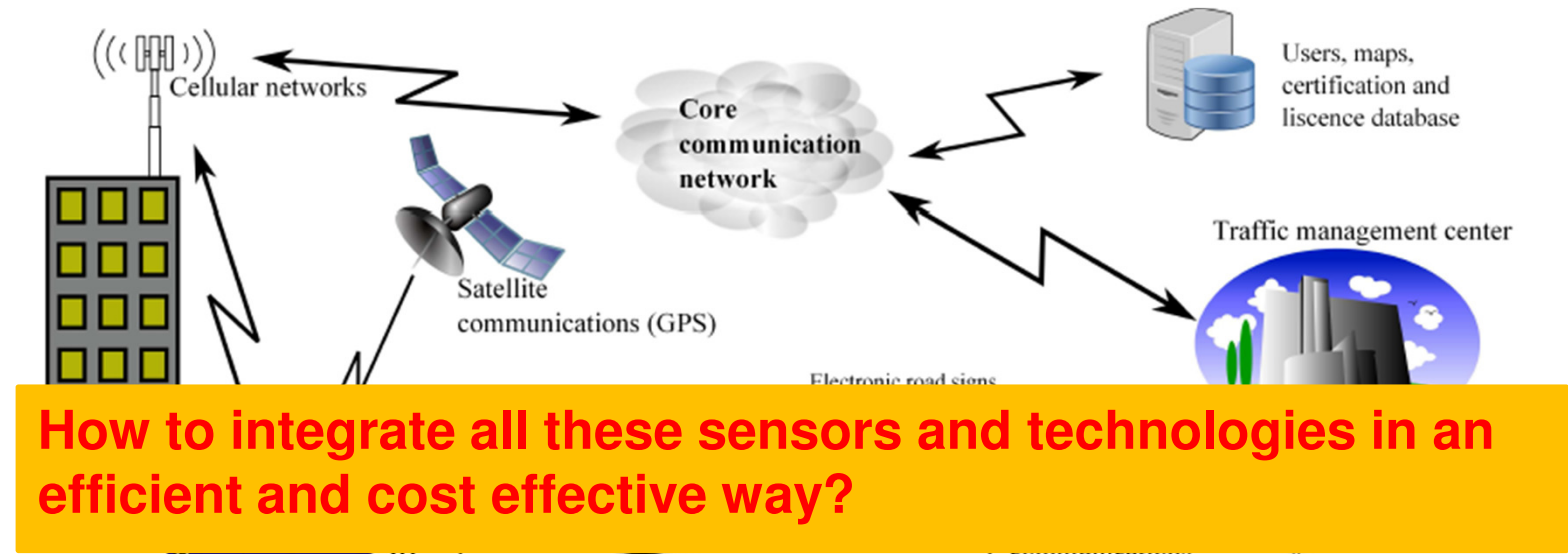 Cellular networks
Core
communication
network
Users, maps,
certification and
liscence database
Traffic management center
Satellite
communications (GPS)
Electronic road signs
How to integrate all these sensors and technologies in an
efficient and cost effective way?